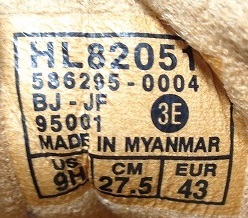 HL82051
586295-0004
BJ-JF
95001 3E
MADE IN MYANMAR
US CM EUR
9H 27.5 43